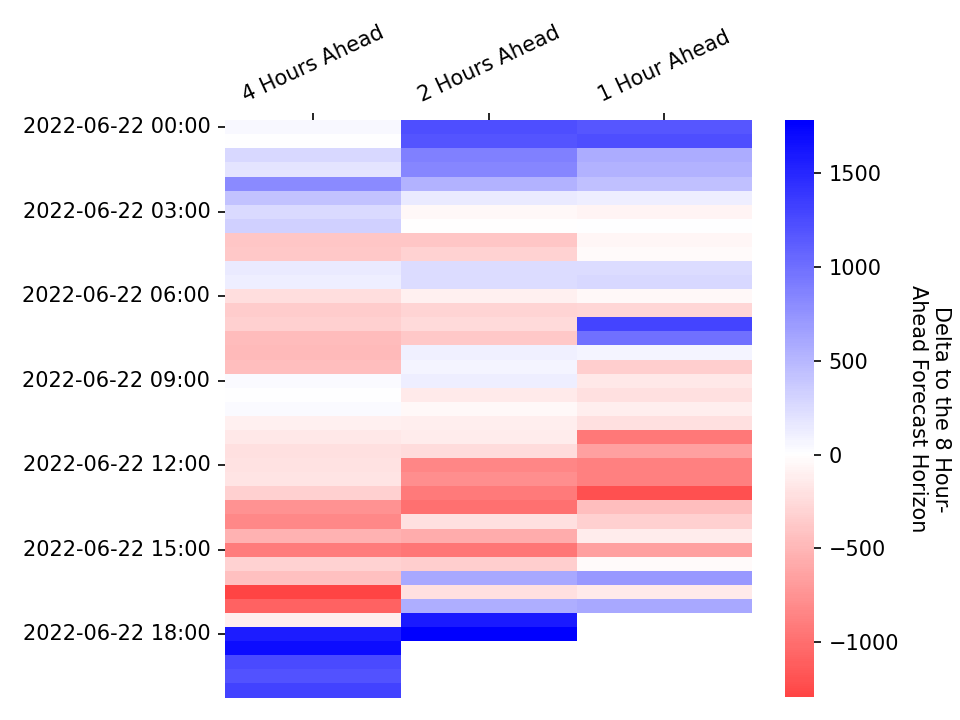 4 Hours Ahead
2 Hours Ahead
1 Hour Ahead
2022-06-22 00:00
2022-06-22 03:00
2022-06-22 06:00
2022-06-22 09:00
2022-06-22 12:00
2022-06-22 15:00
2022-06-22 18:00
1500
1000
500
0
−500
−1000
Delta to the 8 Hour-
Ahead Forecast Horizon